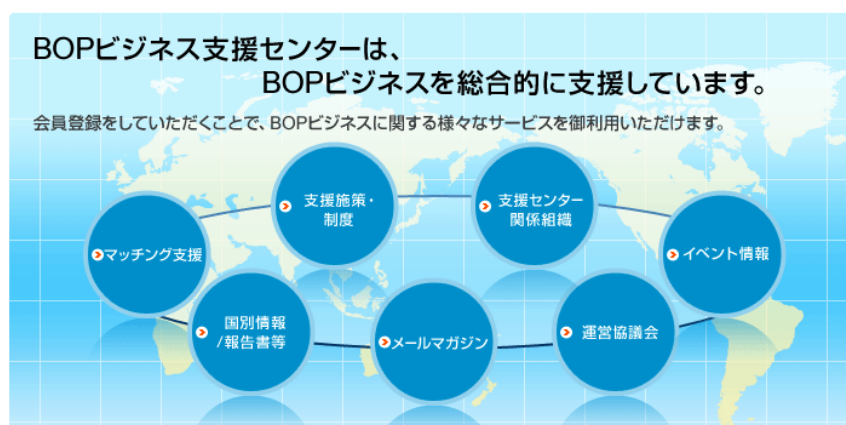 BOPビジネス支援センターは、
BOPビジネスを総合的に支援しています。
会員登録をしていただくことで、BOPビジネスに関する様々なサービスを御利用いただけます。
支援施策・
制度
支援センター
関係組織
マッチング支援
イベント情報
国別情報
/報告書等
メールマガジン
運営協議会